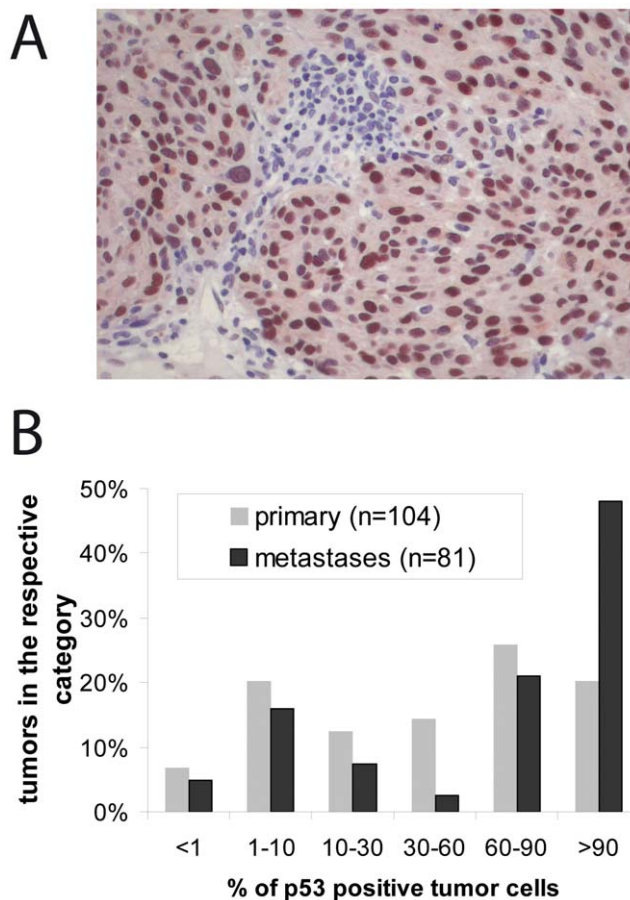 A
B
50%
40%
30%
20%
10%
0%
tumors in the respective
category
primary (n=104)
metastases (n=81)
<1 1-10 10-30 30-60 60-90 >90
% of p53 positive tumor cells